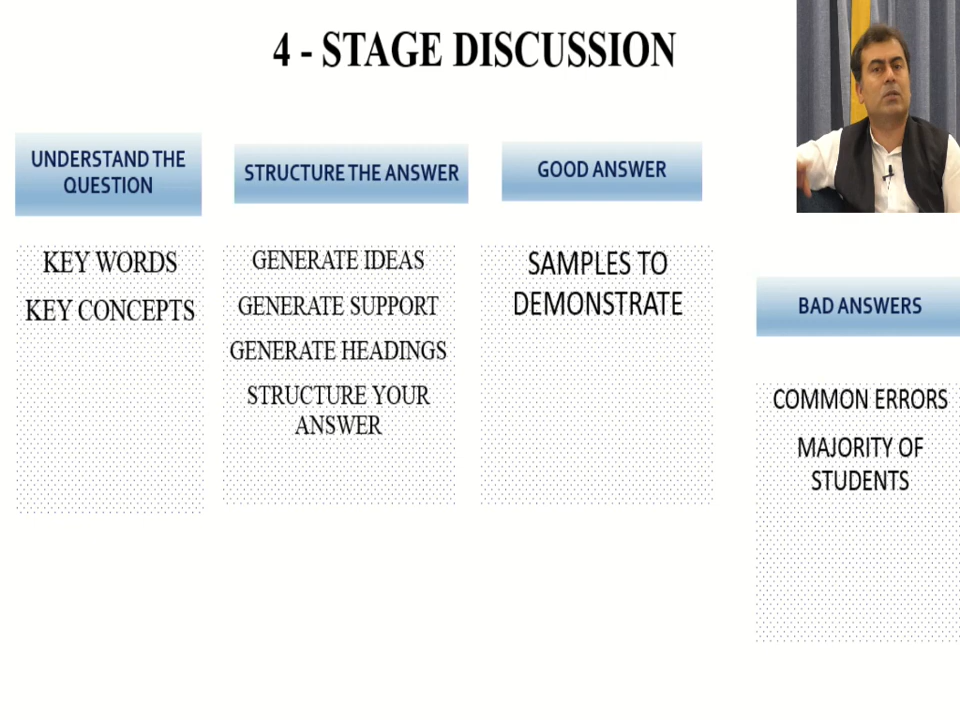 4 - STAGE DISCUSSION
UNDERSTAND THE
QUESTION
KEY WORDS
KEY CONCEPTS
STRUCTURE THE ANSWER
GENERATE IDEAS
GENERATE SUPPORT
GENERATE HEADINGS
STRUCTURE YOUR
ANSWER
GOOD ANSWER
SAMPLES TO
DEMONSTRATE
BAD ANSWERS
COMMON ERRORS
MAJORITY OF
STUDENTS